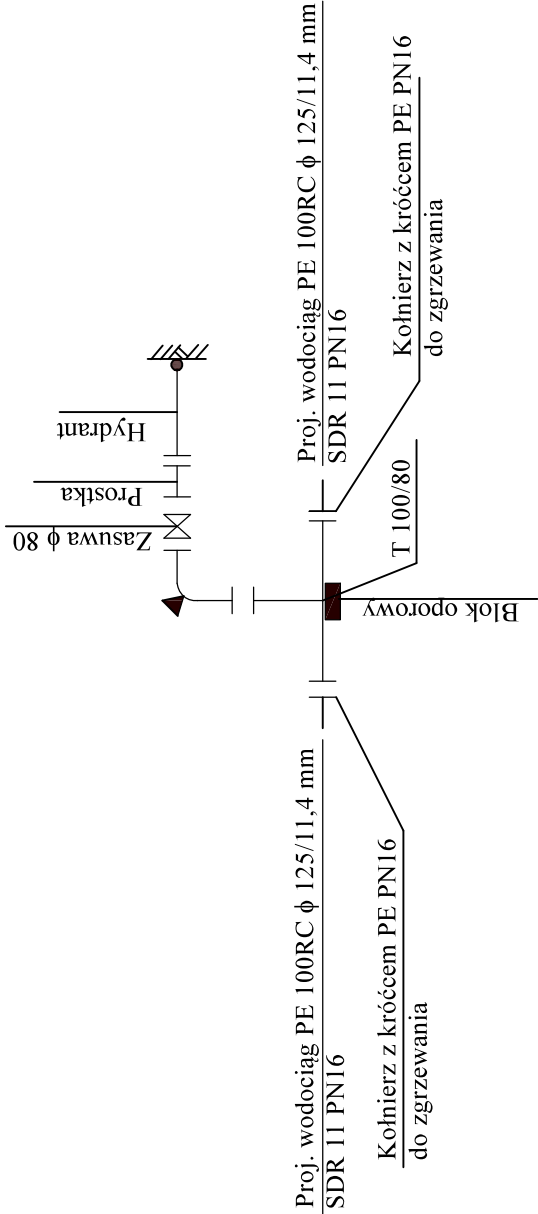 Hydrant
Prostka
Zasuwa ϕ 80
Proj. wodociąg PE 100RC ϕ 125/11,4 mm
SDR 11 PN16
Kołnierz z króćcem PE PN16
do zgrzewania
T 100/80
Blok oporowy
Proj. wodociąg PE 100RC ϕ 125/11,4 mm
SDR 11 PN16
Kołnierz z króćcem PE PN16
do zgrzewania